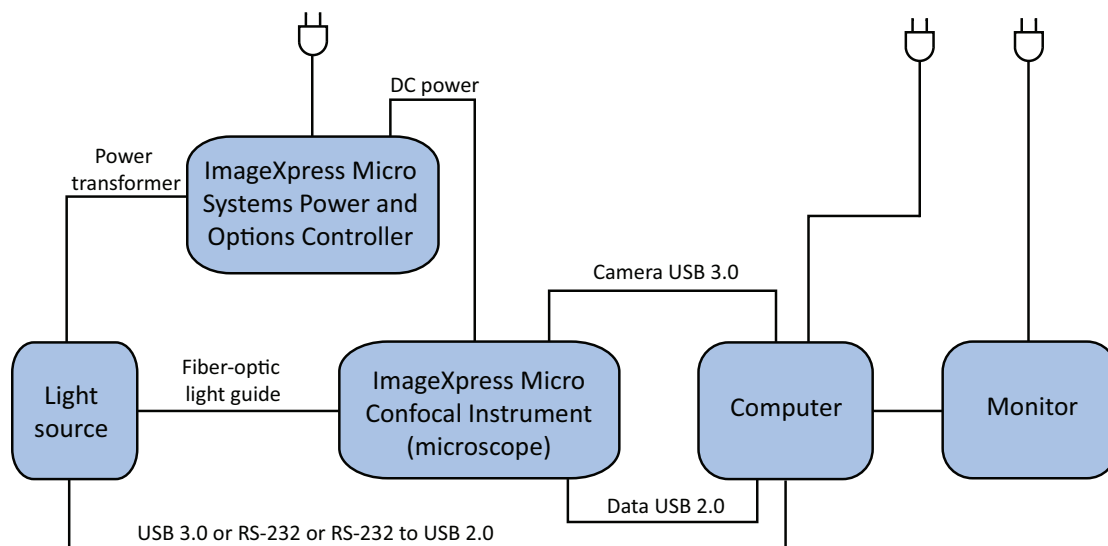 DC power
Power
transformer
ImageXpress Micro
Systems Power and
Options Controller
Camera USB 3.0
Fiber-optic
light guide
Light
source
ImageXpress Micro
Confocal Instrument
(microscope)
Computer
Monitor
Data USB 2.0
USB 3.0 or RS-232 or RS-232 to USB 2.0